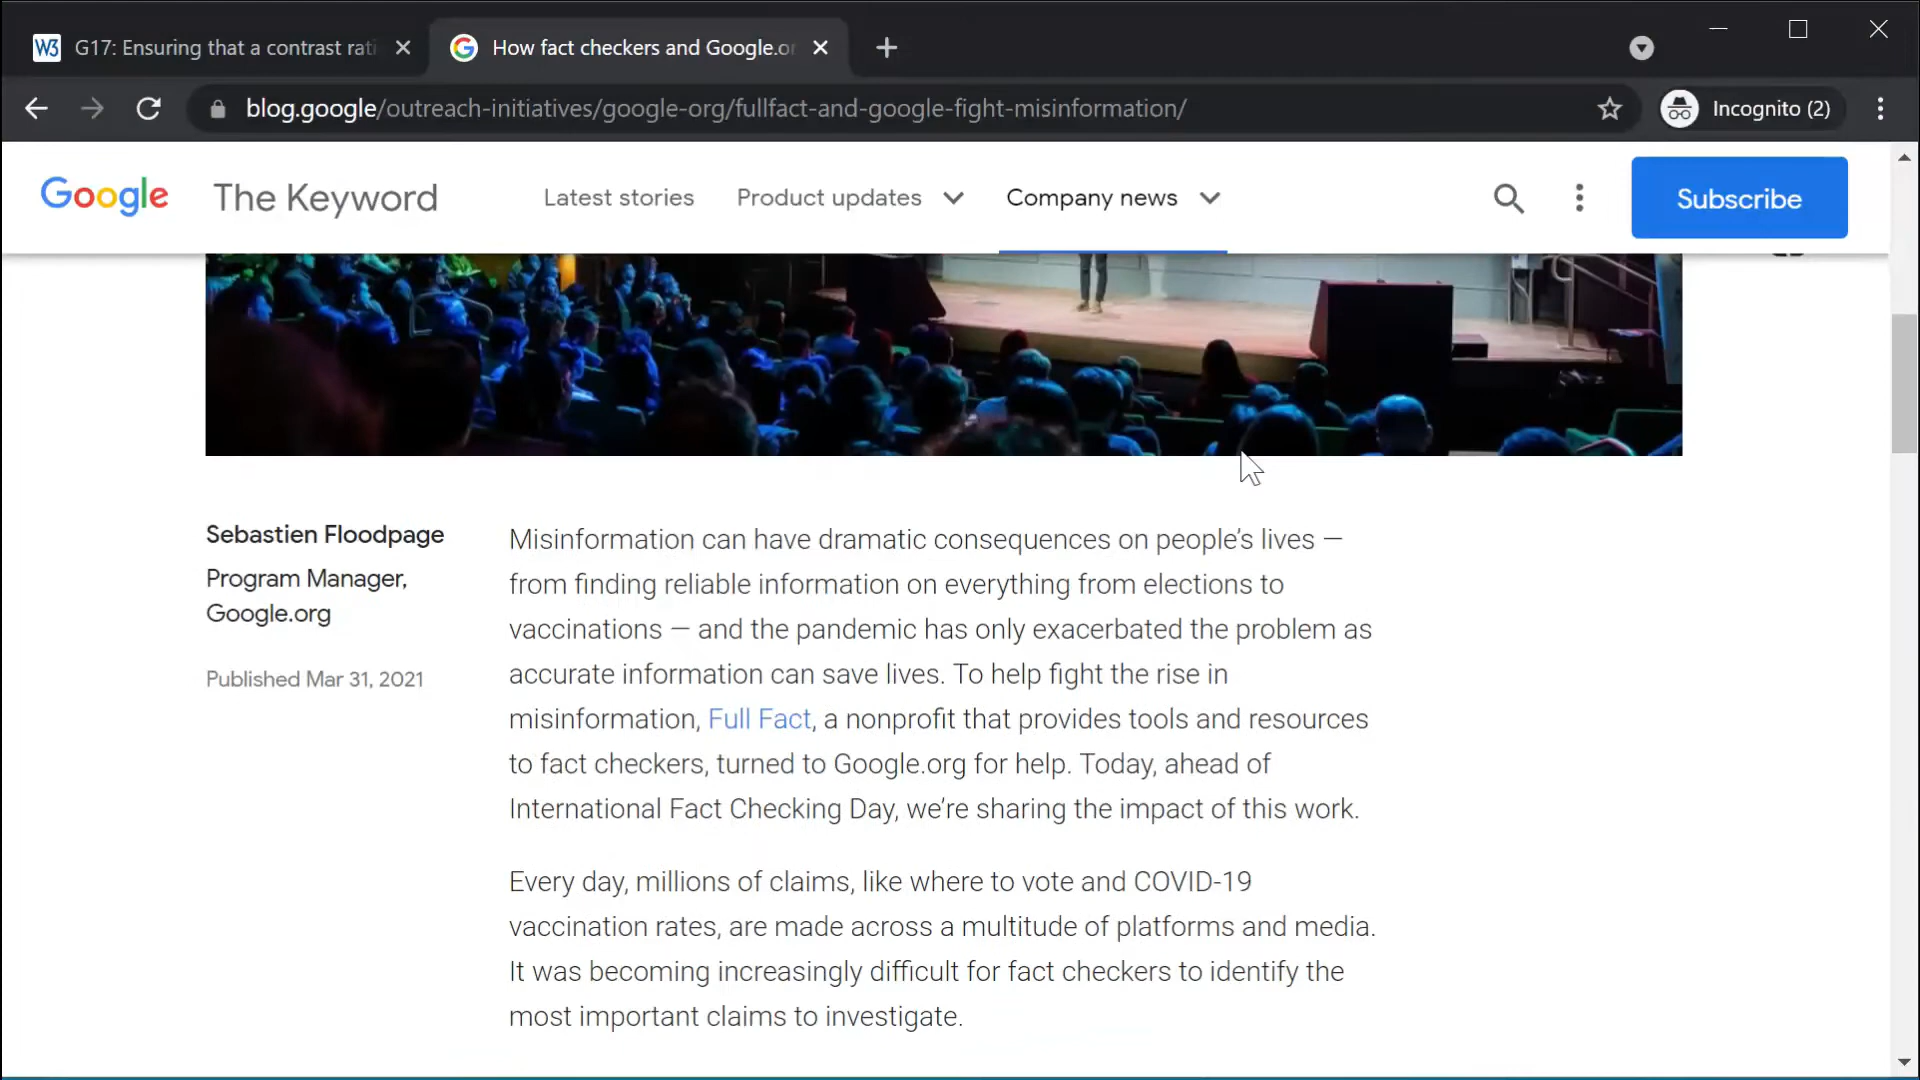 G17: Ensuring that a contrast rati
How fact checkers and Google.or
blog.google/outreach-initiatives/google-org/fullfact-and-google-fight-misinformation/
Incognito (2)
Google
The Keyword
Latest stories
Product updates
Company news
Subscribe
Sebastien Floodpage
Program Manager,
Google.org
Published Mar 31, 2021
Misinformation can have dramatic consequences on people’s lives —
from finding reliable information on everything from elections to
vaccinations — and the pandemic has only exacerbated the problem as
accurate information can save lives. To help fight the rise in
misinformation, Full Fact, a nonprofit that provides tools and resources
to fact checkers, turned to Google.org for help. Today, ahead of
International Fact Checking Day, we’re sharing the impact of this work.
Every day, millions of claims, like where to vote and COVID-19
vaccination rates, are made across a multitude of platforms and media.
It was becoming increasingly difficult for fact checkers to identify the
most important claims to investigate.